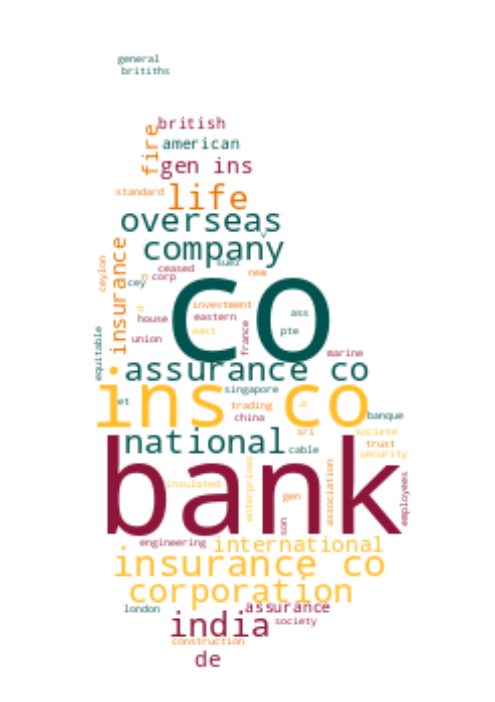 general
britiths
british
fire
american
gen ins
standard
life
overseas
company
insurance
ceylon
suez
ceased
corp
new
cey
co
investment
house
eastern
ass
east
pte
union
france
equitable
marine
assurance co
singapore
ins co
et
trading
china
banque
sri
societe
national
cable
trust
security
bank
insulated
enterprises
gen
association
employees
son
engineering
international
insurance co
corporation
london
assurance
india
society
construction
de